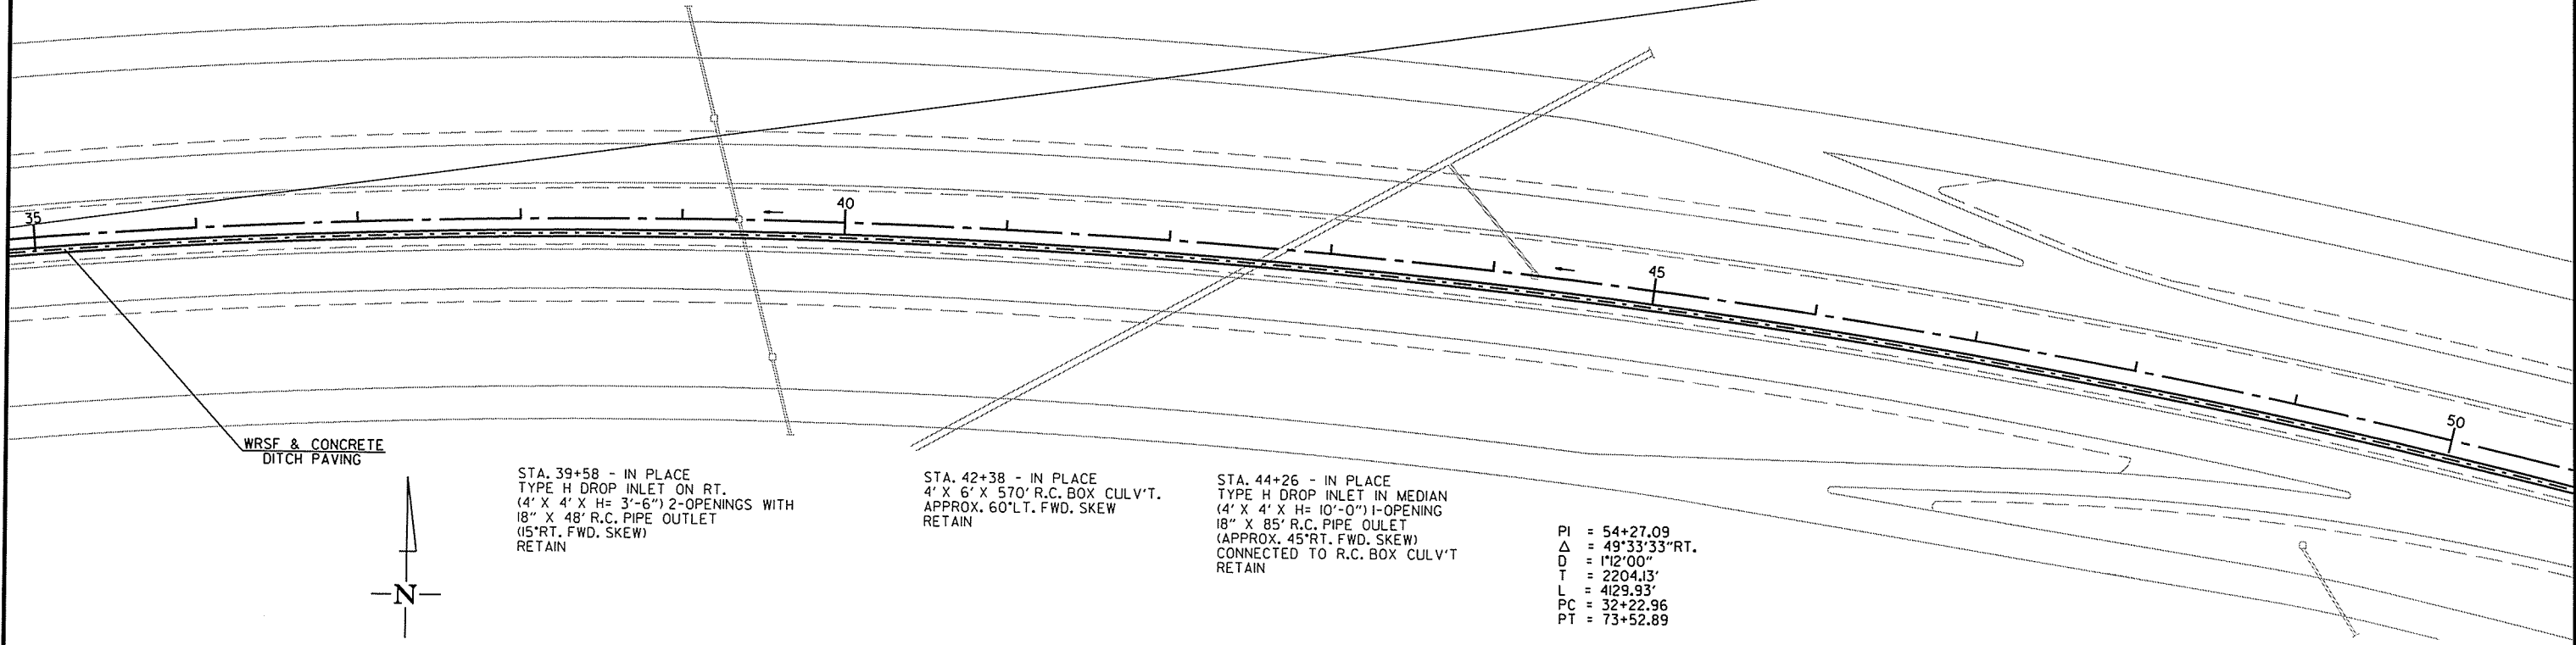 35
40
45
50
WRSF & CONCRETE
DITCH PAVING
STA. 39+58 - IN PLACE
TYPE H DROP INLET ON RT.
(4' X 4' X H= 3'-6") 2-OPENINGS WITH
18" X 48' R.C. PIPE OUTLET
(15°RT. FWD. SKEW)
RETAIN
STA. 42+38 - IN PLACE
4' X 6' X 570' R.C. BOX CULV'T.
APPROX. 60°LT. FWD. SKEW
RETAIN
STA. 44+26 - IN PLACE
TYPE H DROP INLET IN MEDIAN
(4' X 4' X H= 10'-0") 1-OPENING
18" X 85' R.C. PIPE OULET
(APPROX. 45°RT. FWD. SKEW)
CONNECTED TO R.C. BOX CULV'T
RETAIN
PI = 54+27.09
Δ = 49°33'33"RT.
D = 1°12'00"
T = 2204.13'
L = 4129.93'
PC = 32+22.96
PT = 73+52.89
N